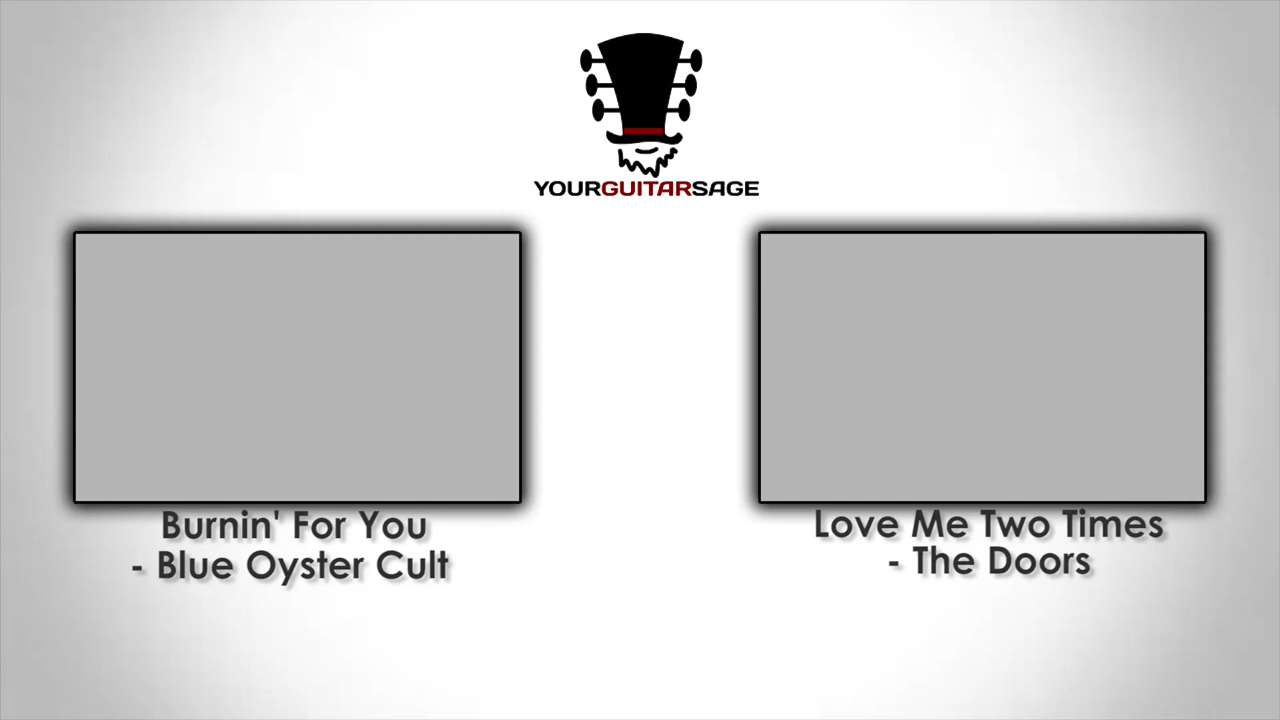 YOURGUITARSAGE
Burnin' For You
- Blue Oyster Cult
Love Me Two Times
- The Doors